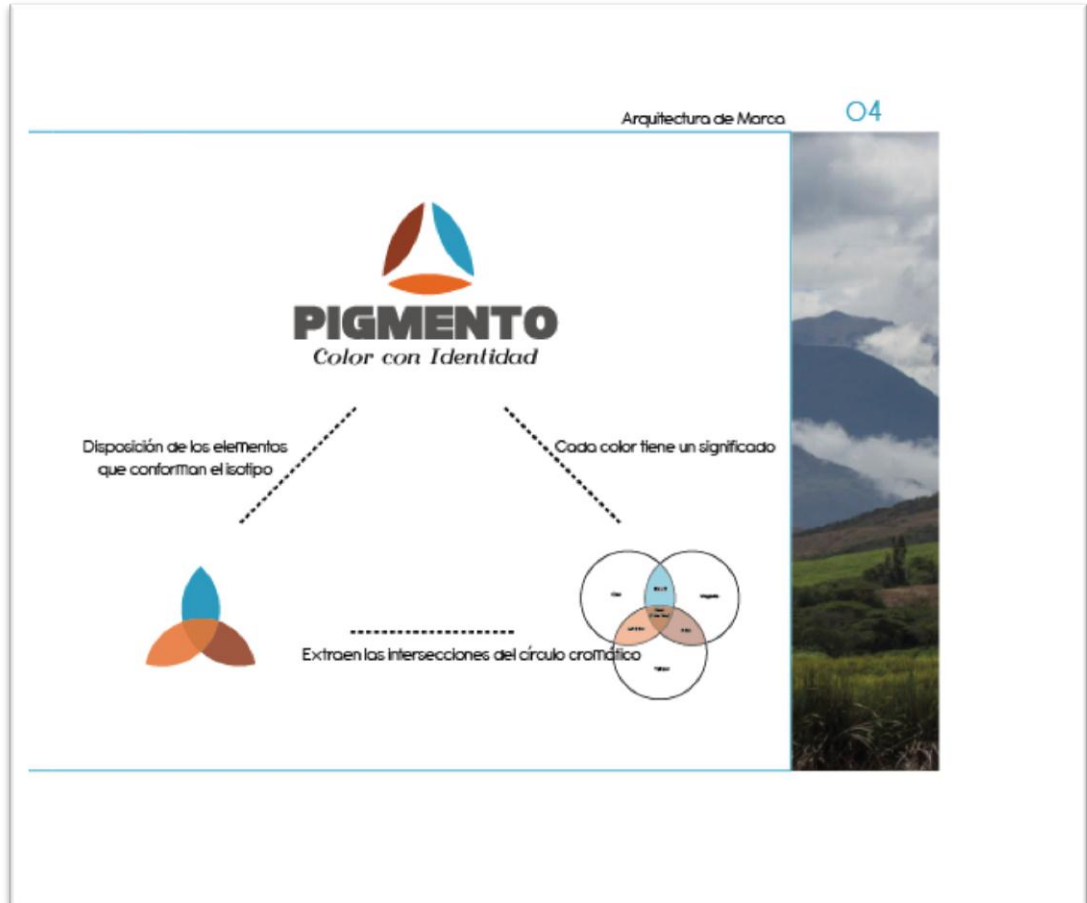 Arquitectura de Marca
04
PIGMENTO
Color con Identidad
Disposición de los elementos
que conforman el isotipo
Cada color tiene un significado
Extraen las intersecciones del círculo cromático